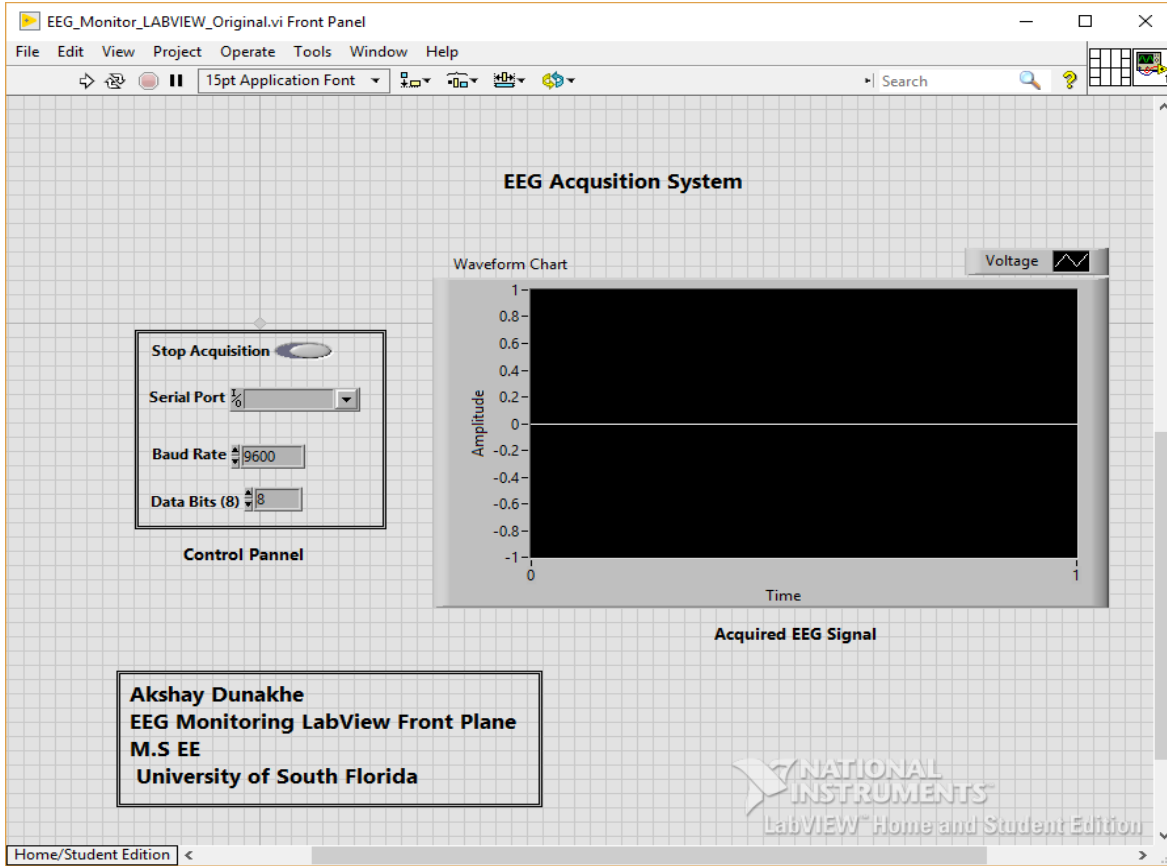 EEG_Monitor_LABVIEW_Original.vi Front Panel
File Edit View Project Operate Tools Window Help
15pt Application Font
Search
EEG Acqusition System
Waveform Chart
Voltage
1
0.8
0.6
0.4
0.2
0
-0.2
-0.4
-0.6
-0.8
-1
Amplitude
0 1
Time
Acquired EEG Signal
Stop Acquisition
Serial Port I/O
Baud Rate 9600
Data Bits (8) 8
Control Pannel
Akshay Dunakhe
EEG Monitoring LabView Front Plane
M.S EE
University of South Florida
NATIONAL
INSTRUMENTS™
LabVIEW™ Home and Student Edition
Home/Student Edition